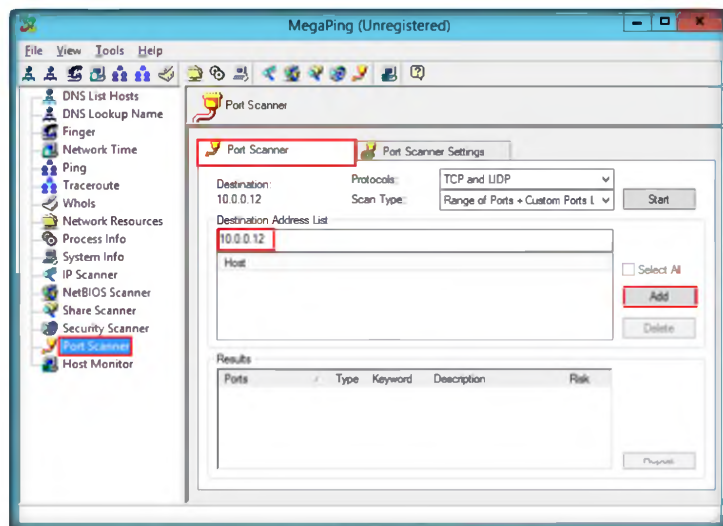 MegaPing (Unregistered)
File View Tools Help
DNS List Hosts
DNS Lookup Name
Finger
Network Time
Ping
Traceroute
Whois
Network Resources
Process Info
System Info
IP Scanner
NetBIOS Scanner
Share Scanner
Security Scanner
Port Scanner
Host Monitor
Port Scanner
Port Scanner Port Scanner Settings
Destination: Protocols: TCP and UDP
10.0.0.12 Scan Type: Range of Ports + Custom Ports L Start
Destination Address List
10.0.0.12
Host
Select All
Add
Delete
Results
Ports Type Keyword Description Risk